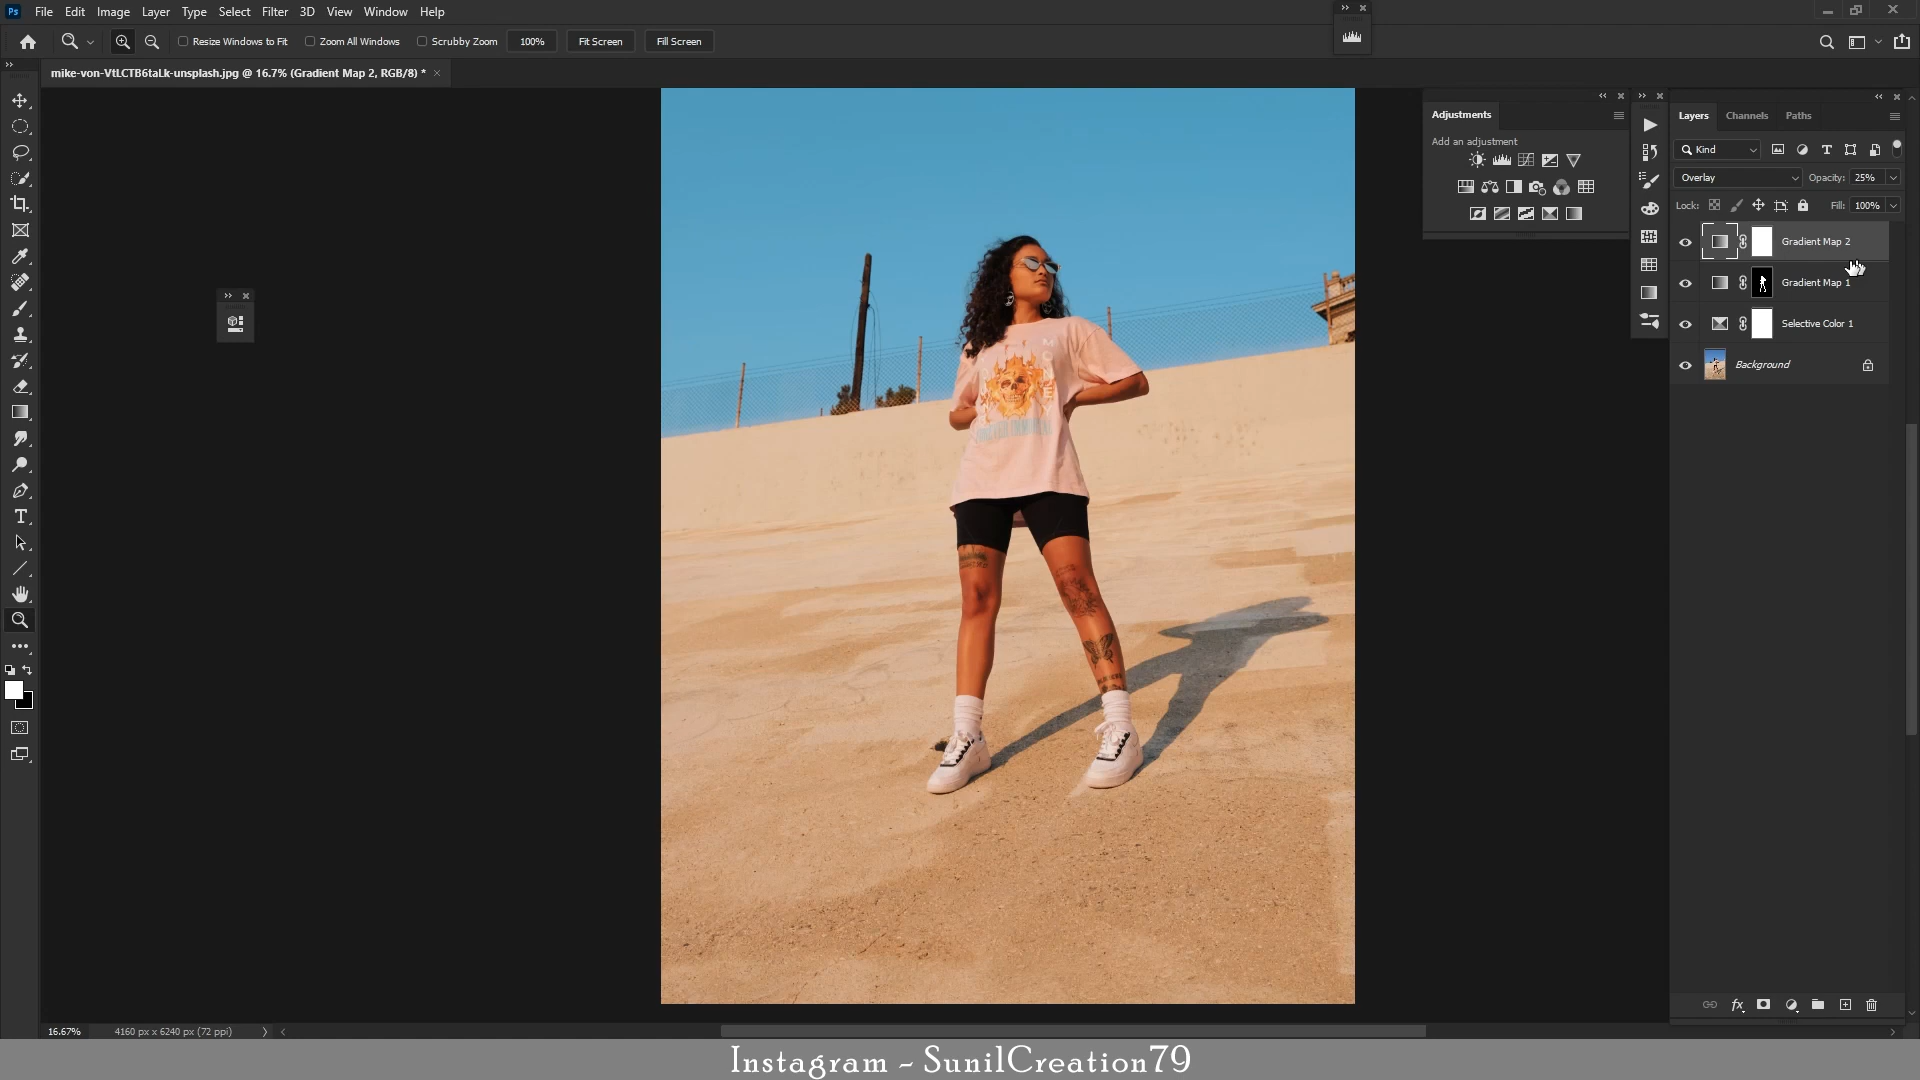 Ps File Edit Image Layer Type Select Filter 3D View Window Help
Resize Windows to Fit Zoom All Windows Scrubby Zoom 100% Fit Screen Fill Screen
mike-von-VtLCTB6taLk-unsplash.jpg @ 16.7% (Gradient Map 2, RGB/8) *
Adjustments
Add an adjustment
Layers Channels Paths
Kind
Overlay Opacity: 25%
Lock: Fill: 100%
Gradient Map 2
Gradient Map 1
Selective Color 1
Background
16.67% 4160 px x 6240 px (72 ppi)
Instagram - SunilCreation79